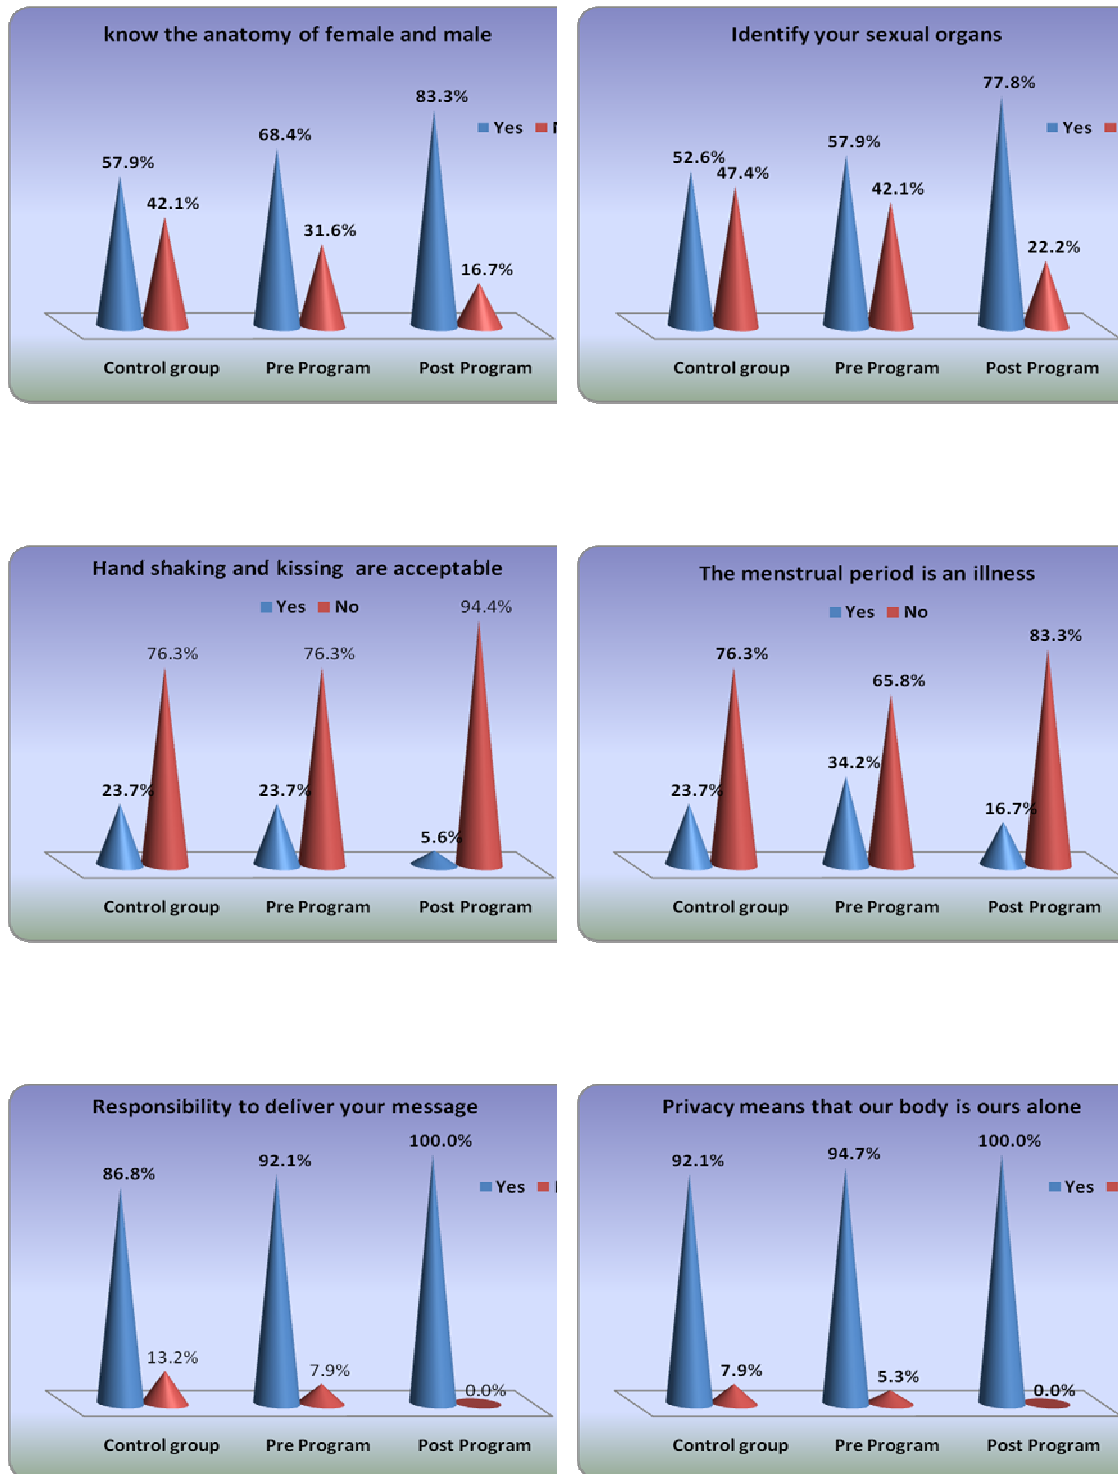 know the anatomy of female and male
83.3%
Yes
68.4%
57.9%
42.1%
31.6%
16.7%
Control group Pre Program Post Program
Identify your sexual organs
77.8%
Yes
57.9%
52.6%
47.4%
42.1%
22.2%
Control group Pre Program Post Program
Hand shaking and kissing are acceptable
Yes No
94.4%
76.3% 76.3%
23.7% 23.7%
5.6%
Control group Pre Program Post Program
The menstrual period is an illness
Yes No
83.3%
76.3%
65.8%
34.2%
23.7%
16.7%
Control group Pre Program Post Program
Responsibility to deliver your message
100.0%
92.1%
86.8%
Yes
13.2%
7.9%
0.0%
Control group Pre Program Post Program
Privacy means that our body is ours alone
100.0%
94.7%
92.1%
Yes
7.9%
5.3%
0.0%
Control group Pre Program Post Program